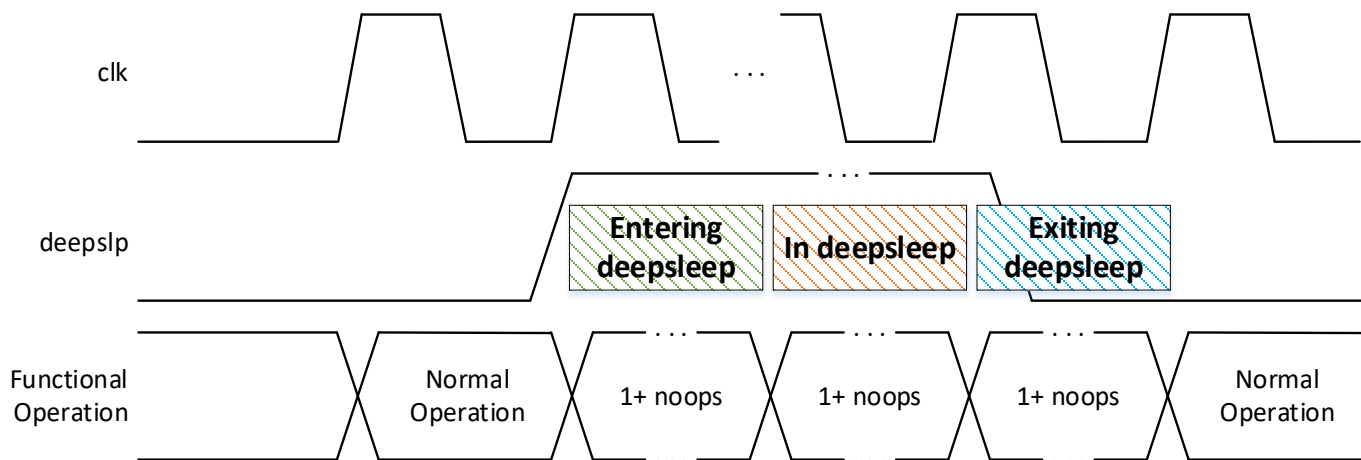 clk
. . .
deepslp
. . .
Entering
deepsleep
In deepsleep
Exiting
deepsleep
Functional
Operation
Normal
Operation
. . .
1+ noops
. . .
. . .
1+ noops
. . .
. . .
1+ noops
. . .
Normal
Operation